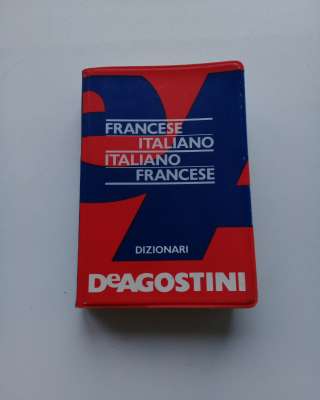 FRANCESE
ITALIANO
ITALIANO
FRANCESE
DIZIONARI
DeAGOSTINI